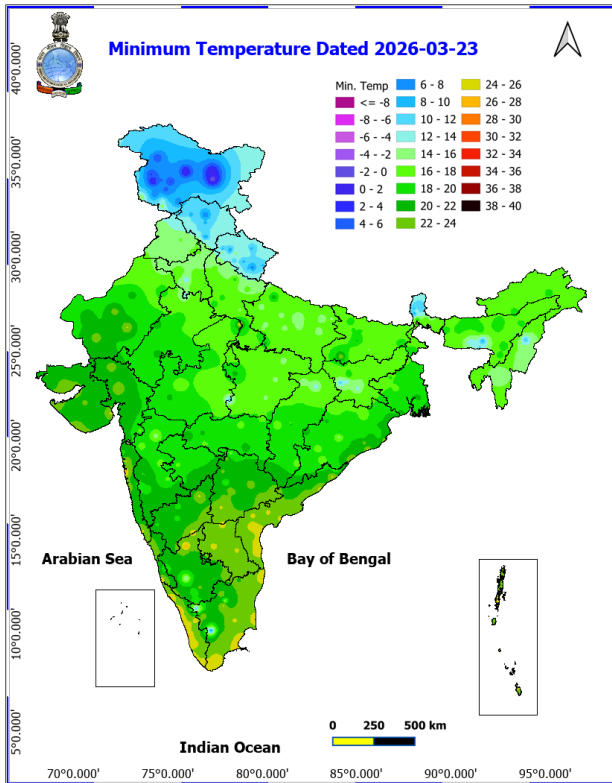 Minimum Temperature Dated 2026-03-23
Min. Temp
<= -8
-8 - -6
-6 - -4
-4 - -2
-2 - 0
0 - 2
2 - 4
4 - 6
6 - 8
8 - 10
10 - 12
12 - 14
14 - 16
16 - 18
18 - 20
20 - 22
22 - 24
24 - 26
26 - 28
28 - 30
30 - 32
32 - 34
34 - 36
36 - 38
38 - 40
40°0.000'
35°0.000'
30°0.000'
25°0.000'
20°0.000'
15°0.000'
10°0.000'
5°0.000'
Arabian Sea
Bay of Bengal
Indian Ocean
0 250 500 km
70°0.000' 75°0.000' 80°0.000' 85°0.000' 90°0.000' 95°0.000'